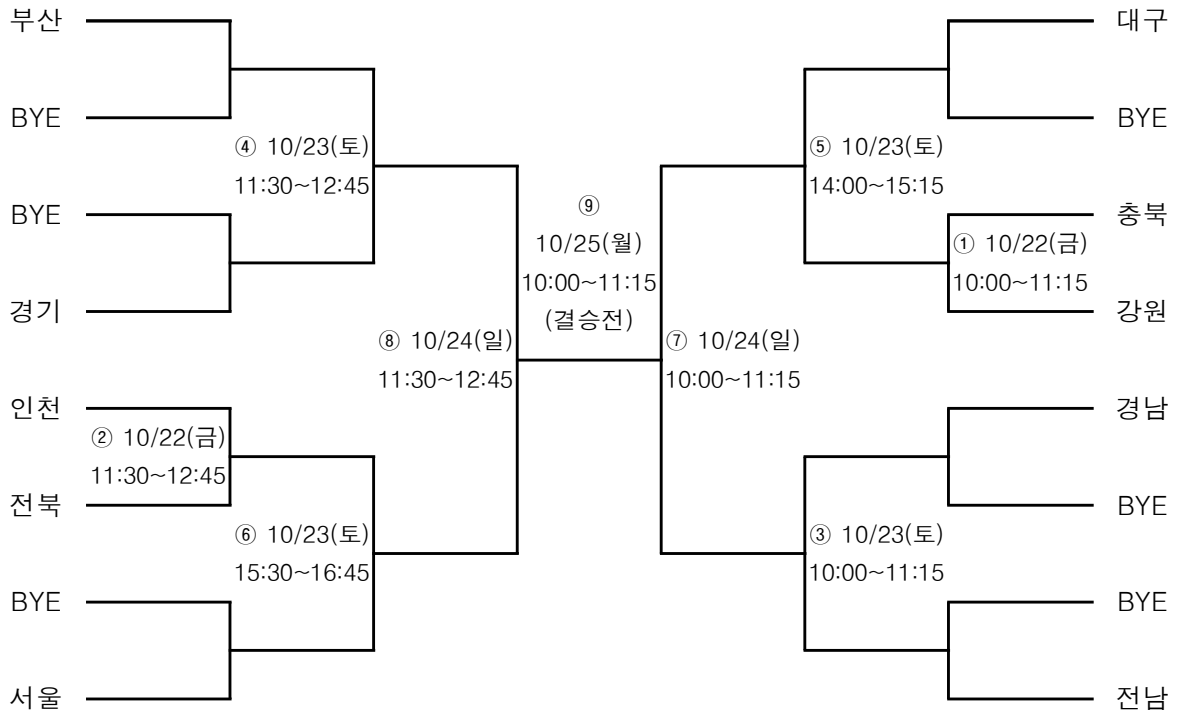 부산
BYE
④ 10/23(토)
11:30~12:45
BYE
경기
인천
② 10/22(금)
11:30~12:45
전북
⑥ 10/23(토)
15:30~16:45
BYE
서울
⑧ 10/24(일)
11:30~12:45
⑨
10/25(월)
10:00~11:15
(결승전)
⑦ 10/24(일)
10:00~11:15
대구
BYE
⑤ 10/23(토)
14:00~15:15
충북
① 10/22(금)
10:00~11:15
강원
경남
BYE
③ 10/23(토)
10:00~11:15
BYE
전남